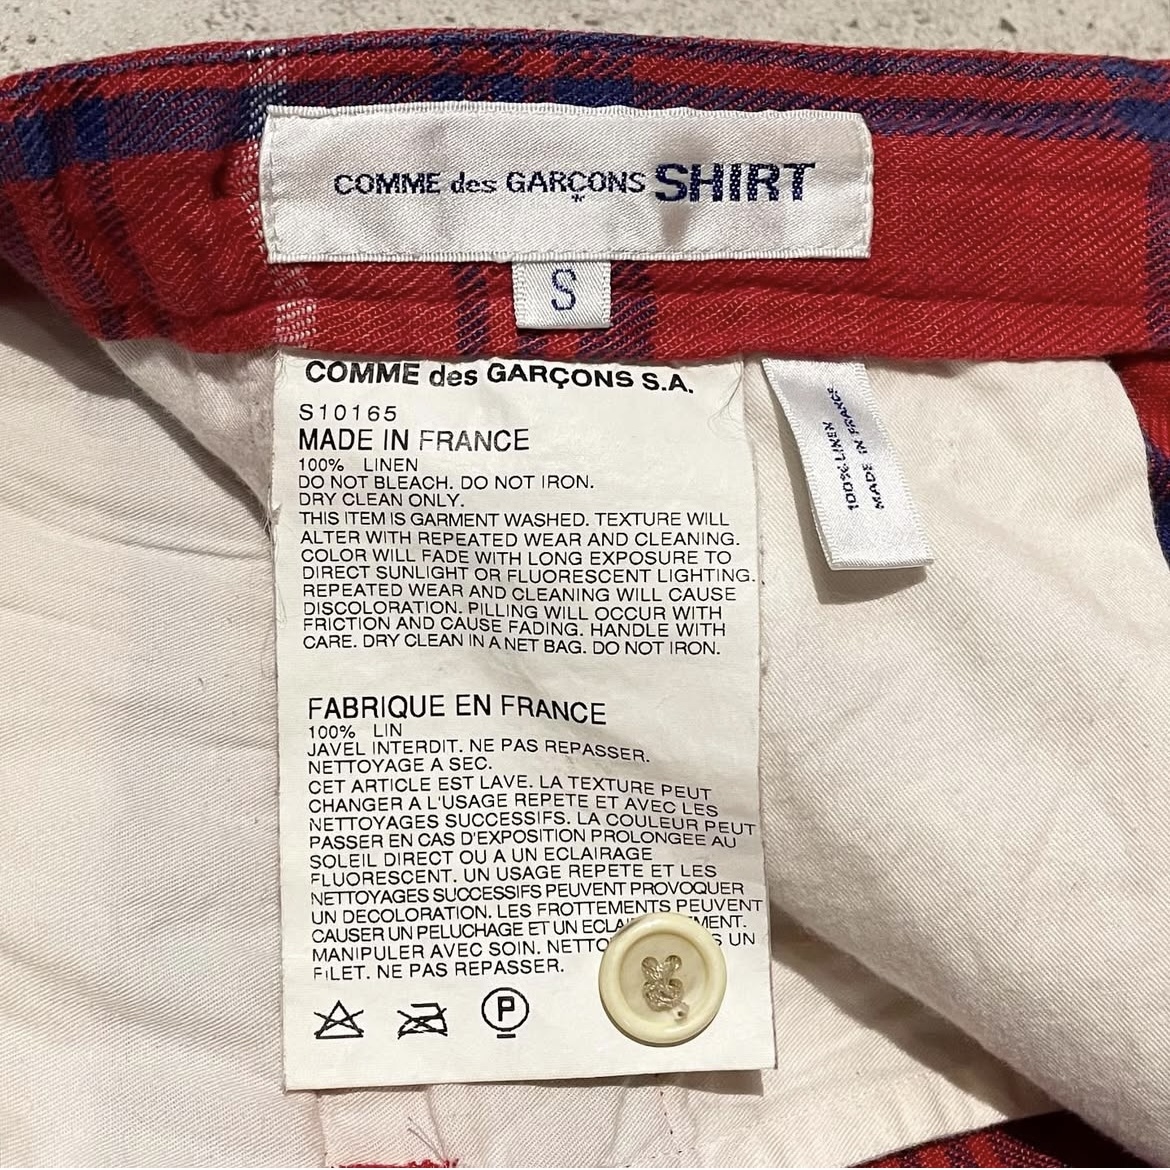 COMME des GARÇONS SHIRT
S
COMME des GARÇONS S.A.
S10165
MADE IN FRANCE
100% LINEN
DO NOT BLEACH. DO NOT IRON.
DRY CLEAN ONLY.
THIS ITEM IS GARMENT WASHED. TEXTURE WILL
ALTER WITH REPEATED WEAR AND CLEANING.
COLOR WILL FADE WITH LONG EXPOSURE TO
DIRECT SUNLIGHT OR FLUORESCENT LIGHTING.
REPEATED WEAR AND CLEANING WILL CAUSE
DISCOLORATION. PILLING WILL OCCUR WITH
FRICTION AND CAUSE FADING. HANDLE WITH
CARE. DRY CLEAN IN A NET BAG. DO NOT IRON.
FABRIQUE EN FRANCE
100% LIN
JAVEL INTERDIT. NE PAS REPASSER.
NETTOYAGE A SEC.
CET ARTICLE EST LAVE. LA TEXTURE PEUT
CHANGER A L'USAGE REPETE ET AVEC LES
NETTOYAGES SUCCESSIFS. LA COULEUR PEUT
PASSER EN CAS D'EXPOSITION PROLONGEE AU
SOLEIL DIRECT OU A UN ECLAIRAGE
FLUORESCENT. UN USAGE REPETE ET LES
NETTOYAGES SUCCESSIFS PEUVENT PROVOQUER
UN DECOLORATION. LES FROTTEMENTS PEUVENT
CAUSER UN PELUCHAGE ET UN
MANIPULER AVEC SOIN. UN
FILET. NE PAS REPASSER.
P
100% LINEN
MADE IN FRANCE